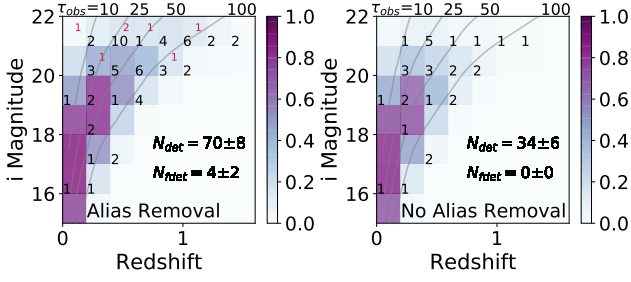 τobs=10 25 50 100
22
1 2 1 1
2 10 1 4 6 2 2
1 1
3 5 6 2 2
20
1 2 1 4
i Magnitude
18
2
Ndet = 70±8
1 2
Nfdet = 4±2
16
1 1
Alias Removal
0 1
Redshift
1.0
0.8
0.6
0.4
0.2
0.0
τobs=10 25 50 100
22
1 5 1 1 1 1
3 3 2 2
20
1 2 1 2
i Magnitude
18
2
Ndet = 34±6
1 2
Nfdet = 0±0
16
1 1
No Alias Removal
0 1
Redshift
1.0
0.8
0.6
0.4
0.2
0.0